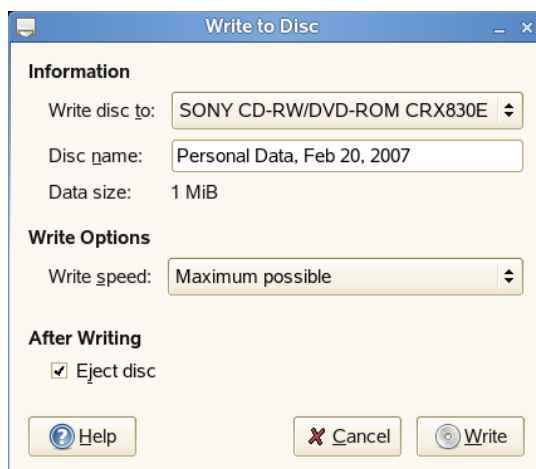 Write to Disc
Information
Write disc to: SONY CD-RW/DVD-ROM CRX830E
Disc name: Personal Data, Feb 20, 2007
Data size: 1 MiB
Write Options
Write speed: Maximum possible
After Writing
Eject disc
Help Cancel Write